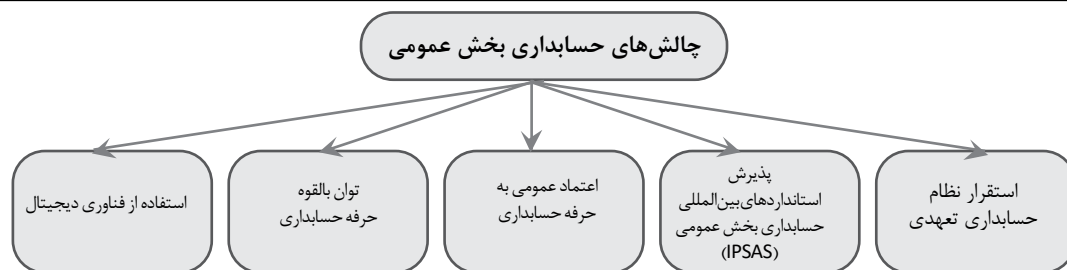 چالش‌های حسابداری بخش عمومی
استقرار نظام
حسابداری تعهدی
پذیرش
استانداردهای بین‌المللی
حسابداری بخش عمومی
(IPSAS)
اعتماد عمومی به
حرفه حسابداری
توان بالقوه
حرفه حسابداری
استفاده از فناوری دیجیتال